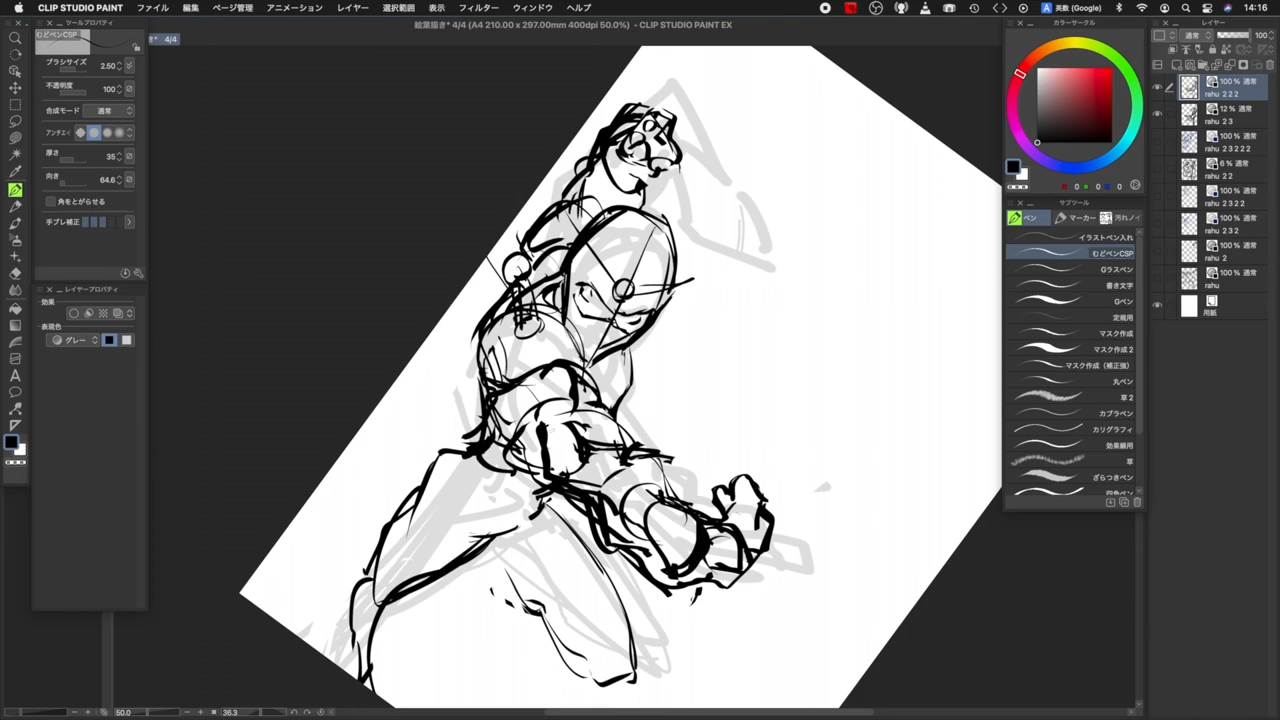 CLIP STUDIO PAINT ファイル 編集 ページ管理 アニメーション レイヤー 選択範囲 表示 ウィンドウ ヘルプ
英数 (Google)
14:16
絵葉描き* 4/4 (A4 210.00 x 297.00mm 400dpi 50.0%) - CLIP STUDIO PAINT EX
4/4
ツールプロパティ
むどペンCSP
ブラシサイズ 2.50
不透明度 100
合成モード 通常
アンチエイ
厚さ 35
向き 64.6
角をとがらせる
手ブレ補正
レイヤープロパティ
効果
表現色
グレー
カラーサークル
0 0 0
サブツール
ペン マーカー 汚れノイ
イラストペン入れ
むどペンCSP
Gラスペン
書き文字
Gペン
定規用
マスク作成
マスク作成 2
マスク作成（補正強）
丸ペン
草 2
カブラペン
カリグラフィ
効果線用
草
ざらつきペン
レイヤー
通常 100
100 % 通常
rahu 2 2 2
12 % 通常
rahu 2 3
100 % 通常
rahu 2 3 2 2 2
6 % 通常
rahu 2 2
100 % 通常
rahu 2 3 2 2
100 % 通常
rahu 2 3 2
100 % 通常
rahu 2
100 % 通常
rahu
用紙
50.0
36.3